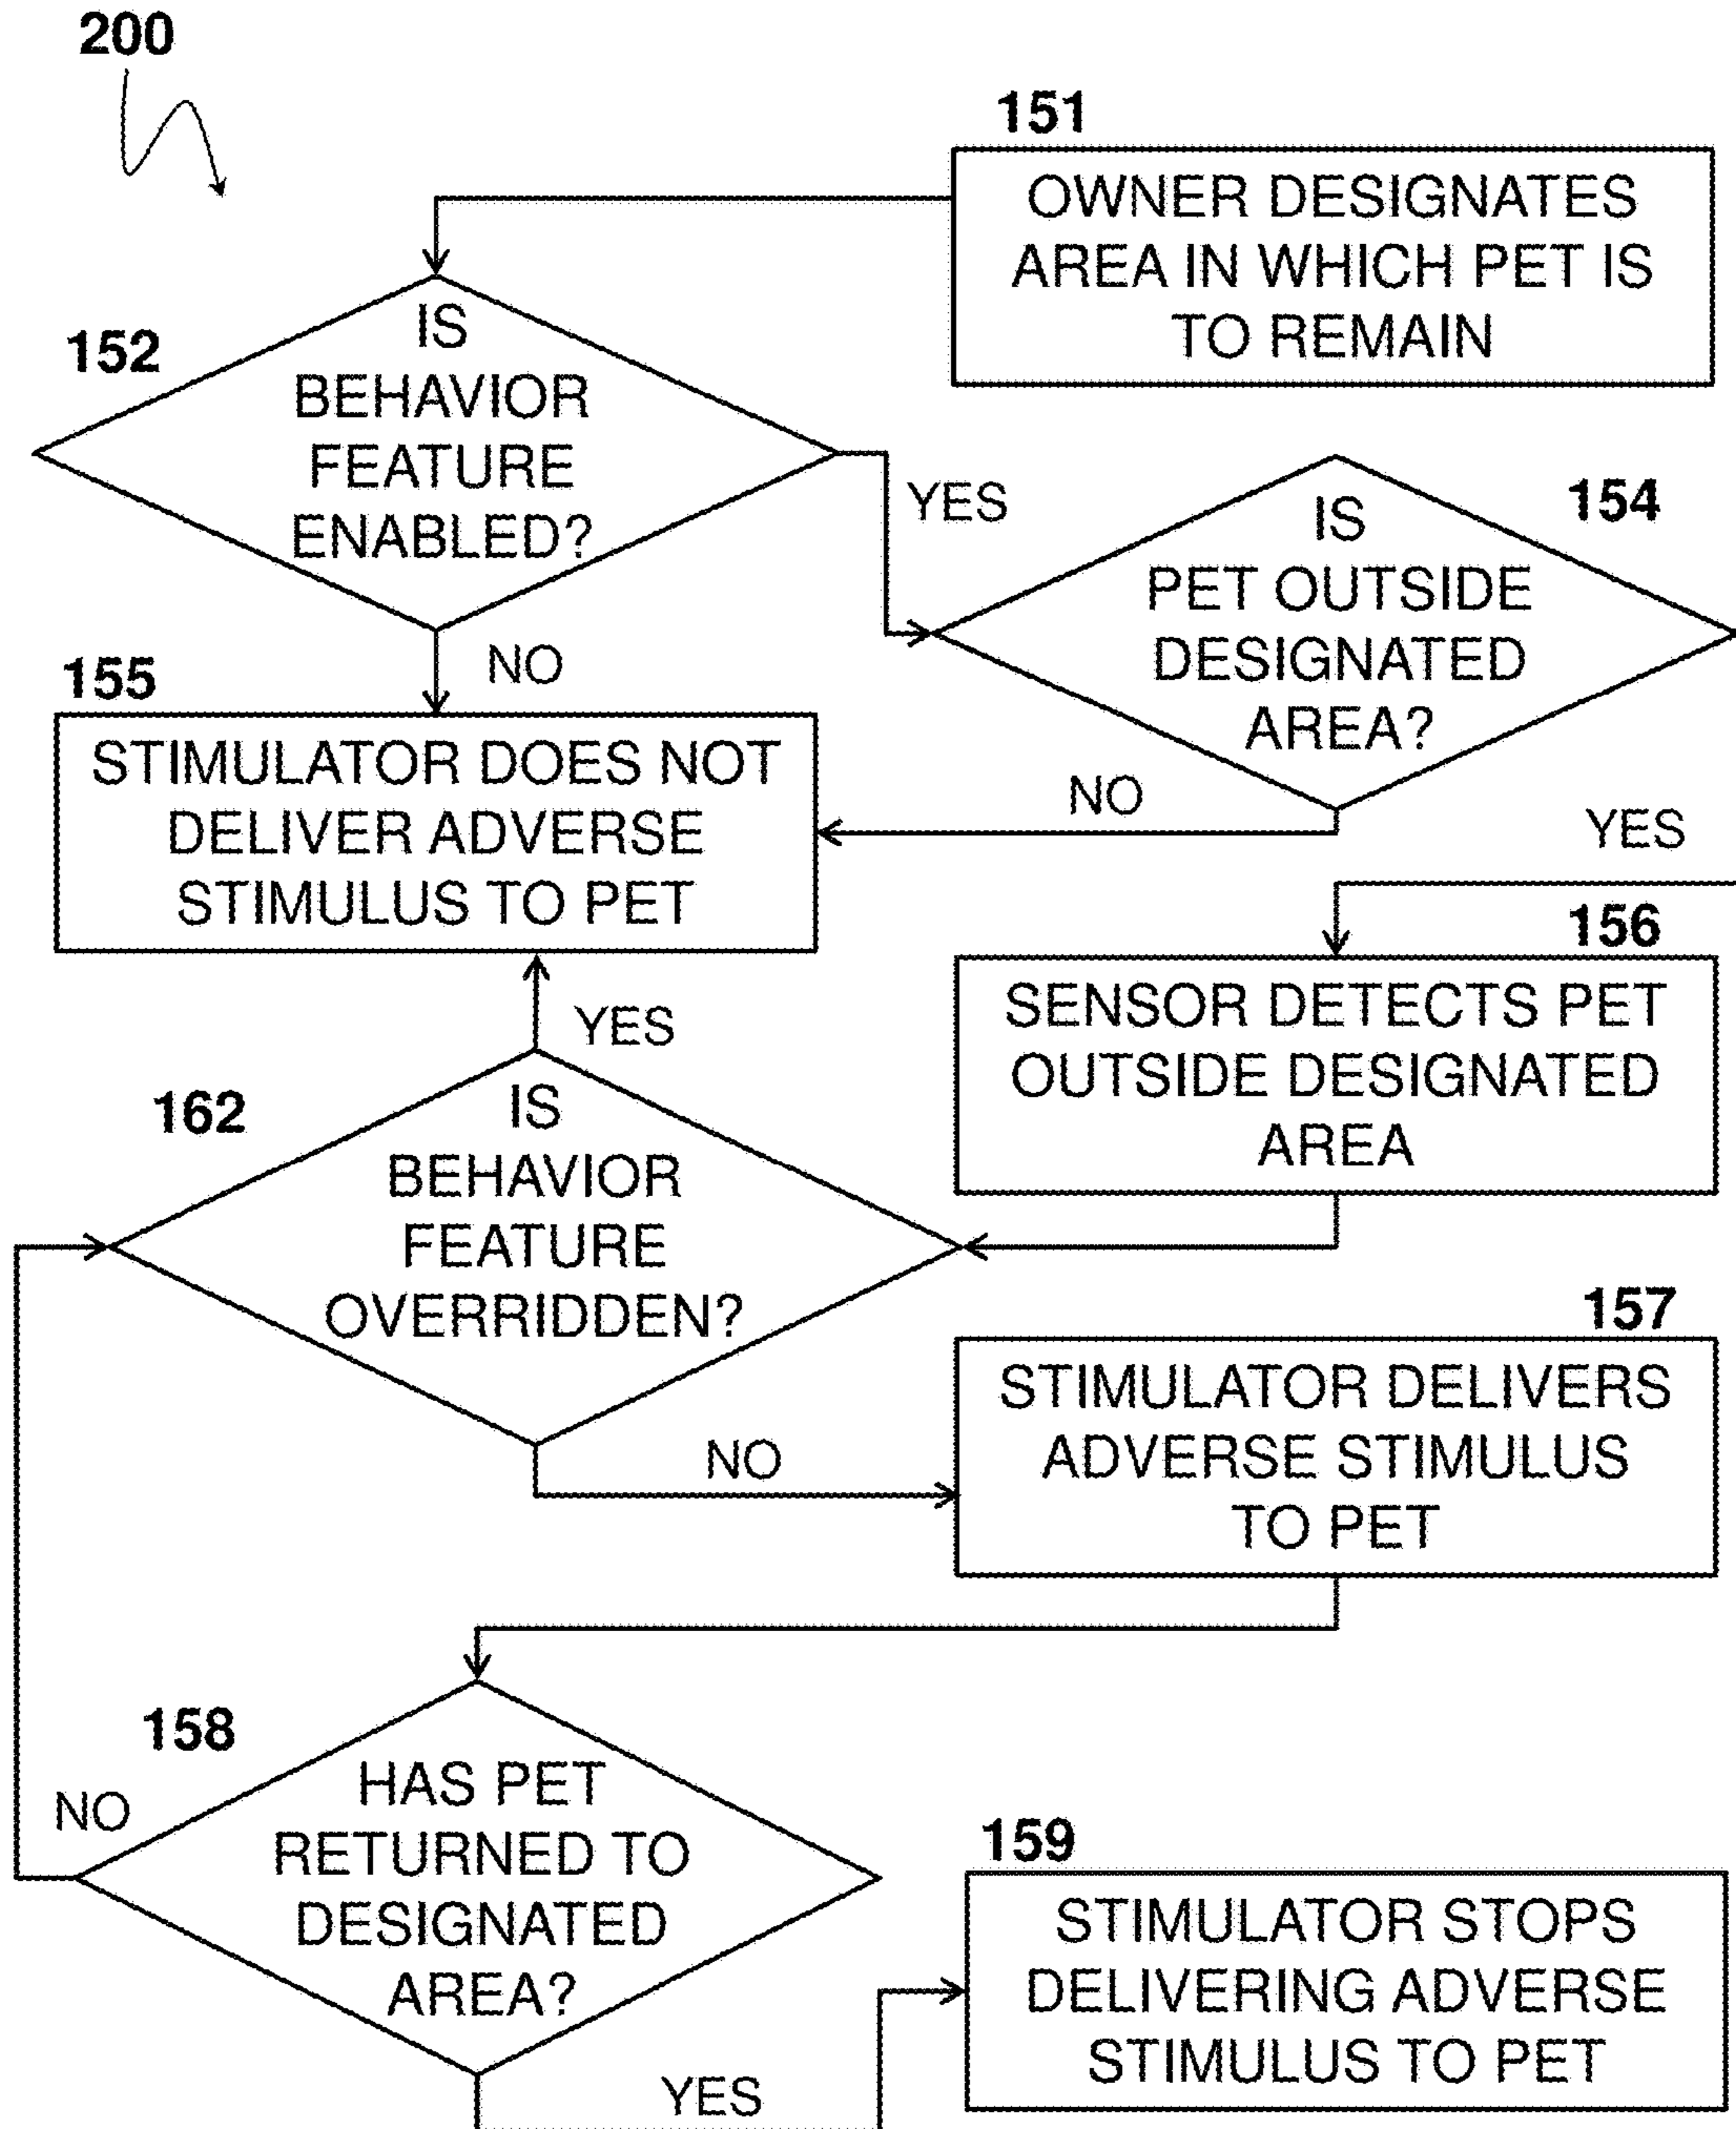 200
151
OWNER DESIGNATES
AREA IN WHICH PET IS
TO REMAIN
152
IS
BEHAVIOR
FEATURE
ENABLED?
YES
NO
154
IS
PET OUTSIDE
DESIGNATED
AREA?
NO
YES
155
STIMULATOR DOES NOT
DELIVER ADVERSE
STIMULUS TO PET
156
SENSOR DETECTS PET
OUTSIDE DESIGNATED
AREA
YES
162
IS
BEHAVIOR
FEATURE
OVERRIDDEN?
NO
157
STIMULATOR DELIVERS
ADVERSE STIMULUS
TO PET
158
HAS PET
RETURNED TO
DESIGNATED
AREA?
NO
YES
159
STIMULATOR STOPS
DELIVERING ADVERSE
STIMULUS TO PET